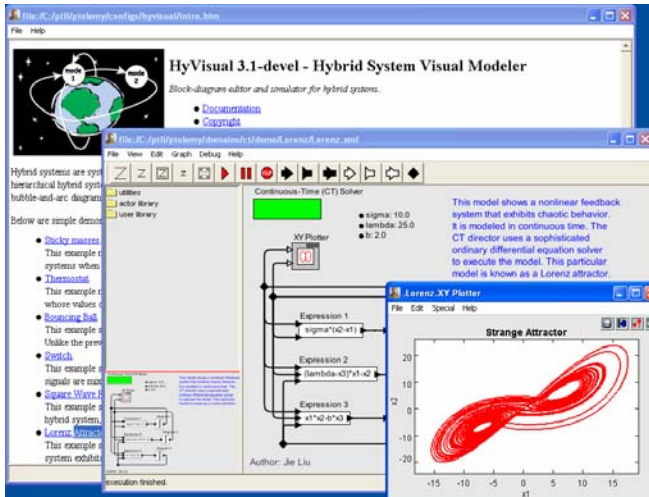 file:/C:/ptII/ptolemy/configs/hyvisual/intro.htm
File Help
mode 1
mode 2
HyVisual 3.1-devel - Hybrid System Visual Modeler
Block-diagram editor and simulator for hybrid systems.
Documentation
Copyright
Hybrid systems are syst
hierarchical hybrid syst
bubble-and-arc diagram
Below are simple demo
Sticky masses
This example
systems when
Thermostat
This example
whose values
Bouncing Ball
This example
Unlike the prev
Switch
This example
signals are
Square Wave
This example
hybrid system,
Lorenz Attract
This example
system exhibits
file:/C:/ptII/ptolemy/domains/ct/demo/Lorenz/Lorenz.xml
File View Edit Graph Debug Help
utilities
actor library
user library
Continuous-Time (CT) Solver
sigma: 10.0
lambda: 25.0
b: 2.0
This model shows a nonlinear feedback
system that exhibits chaotic behavior.
It is modeled in continuous time. The
CT director uses a sophisticated
ordinary differential equation solver
to execute the model. This particular
model is known as a Lorenz attractor.
XY Plotter
Expression 1
sigma*(x2-x1)
Expression 2
(lambda-x3)*x1-x2
Expression 3
x1*x2-b*x3
Author: Jie Liu
execution finished.
.Lorenz.XY Plotter
File Edit Special Help
Strange Attractor
x2
20
10
0
-10
-20
-15 -10 -5 0 5 10 15
x1